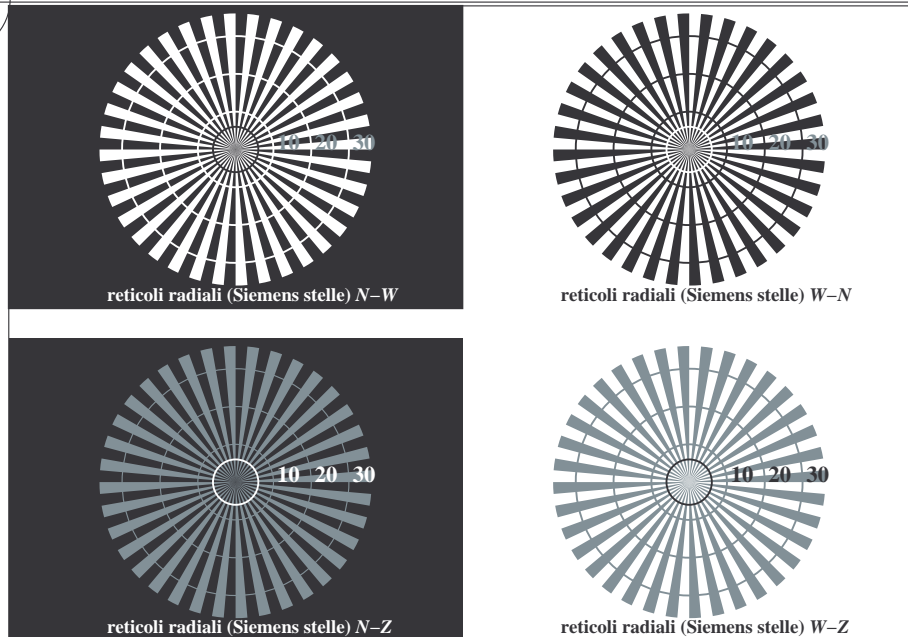 10 20 30
reticoli radiali (Siemens stelle) N–W
10 20 30
reticoli radiali (Siemens stelle) W–N
10 20 30
reticoli radiali (Siemens stelle) N–Z
10 20 30
reticoli radiali (Siemens stelle) W–Z